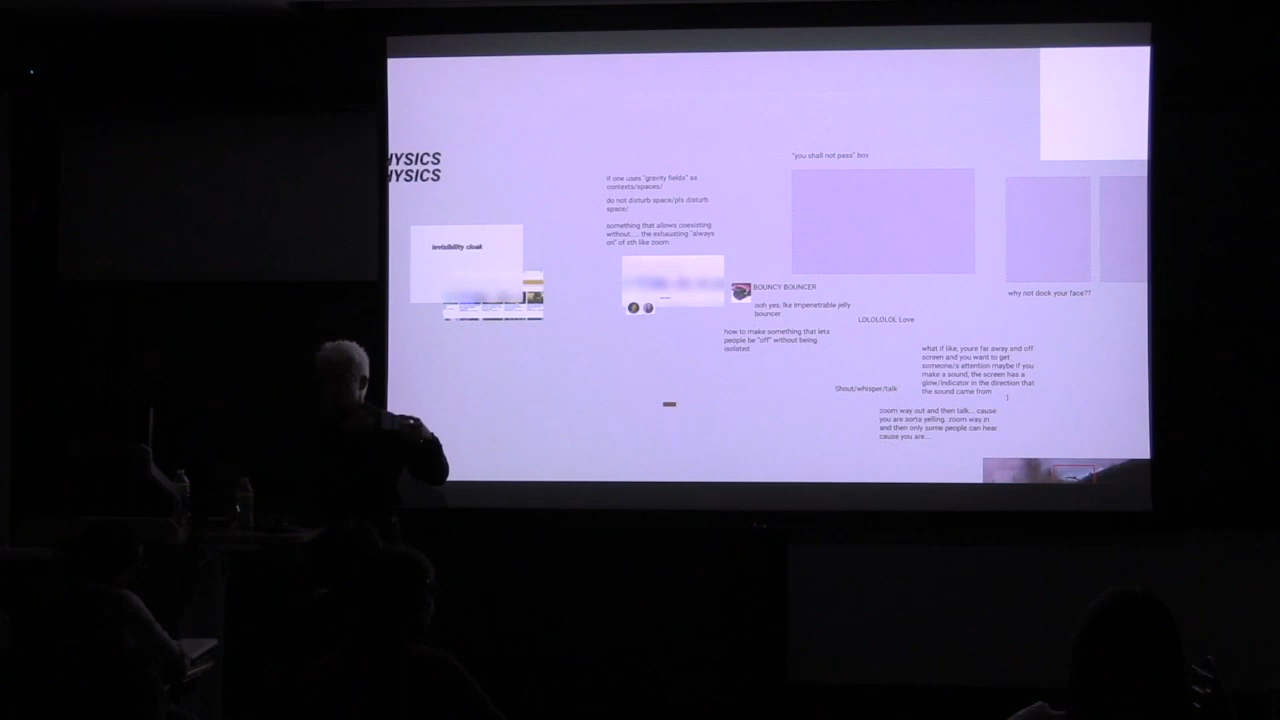 HYSICS
HYSICS
invisibility cloak
if one uses "gravity fields" as
contexts/spaces/
do not disturb space/pls disturb
space/
something that allows coexisting
without.... the exhausting "always
on" of sth like zoom
"you shall not pass" box
BOUNCY BOUNCER
ooh yes. lke impenetrable jelly
bouncer
LOLOLOLOL Love
how to make something that lets
people be "off" without being
isolated
why not dock your face??
what if like, youre far away and off
screen and you want to get
someone/s attention maybe if you
make a sound, the screen has a
glow/indicator in the direction that
the sound came from
)
Shout/whisper/talk
zoom way out and then talk... cause
you are sorta yelling. zoom way in
and then only some people can hear
cause you are....